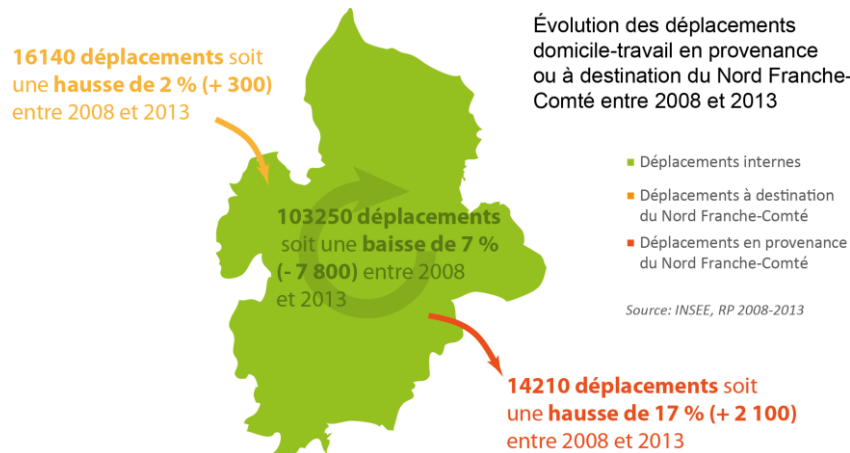 Évolution des déplacements
domicile-travail en provenance
ou à destination du Nord Franche-
Comté entre 2008 et 2013
16140 déplacements soit
une hausse de 2 % (+ 300)
entre 2008 et 2013
Déplacements internes
Déplacements à destination
du Nord Franche-Comté
Déplacements en provenance
du Nord Franche-Comté
Source: INSEE, RP 2008-2013
103250 déplacements
soit une baisse de 7 %
(- 7 800) entre 2008
et 2013
14210 déplacements soit
une hausse de 17 % (+ 2 100)
entre 2008 et 2013